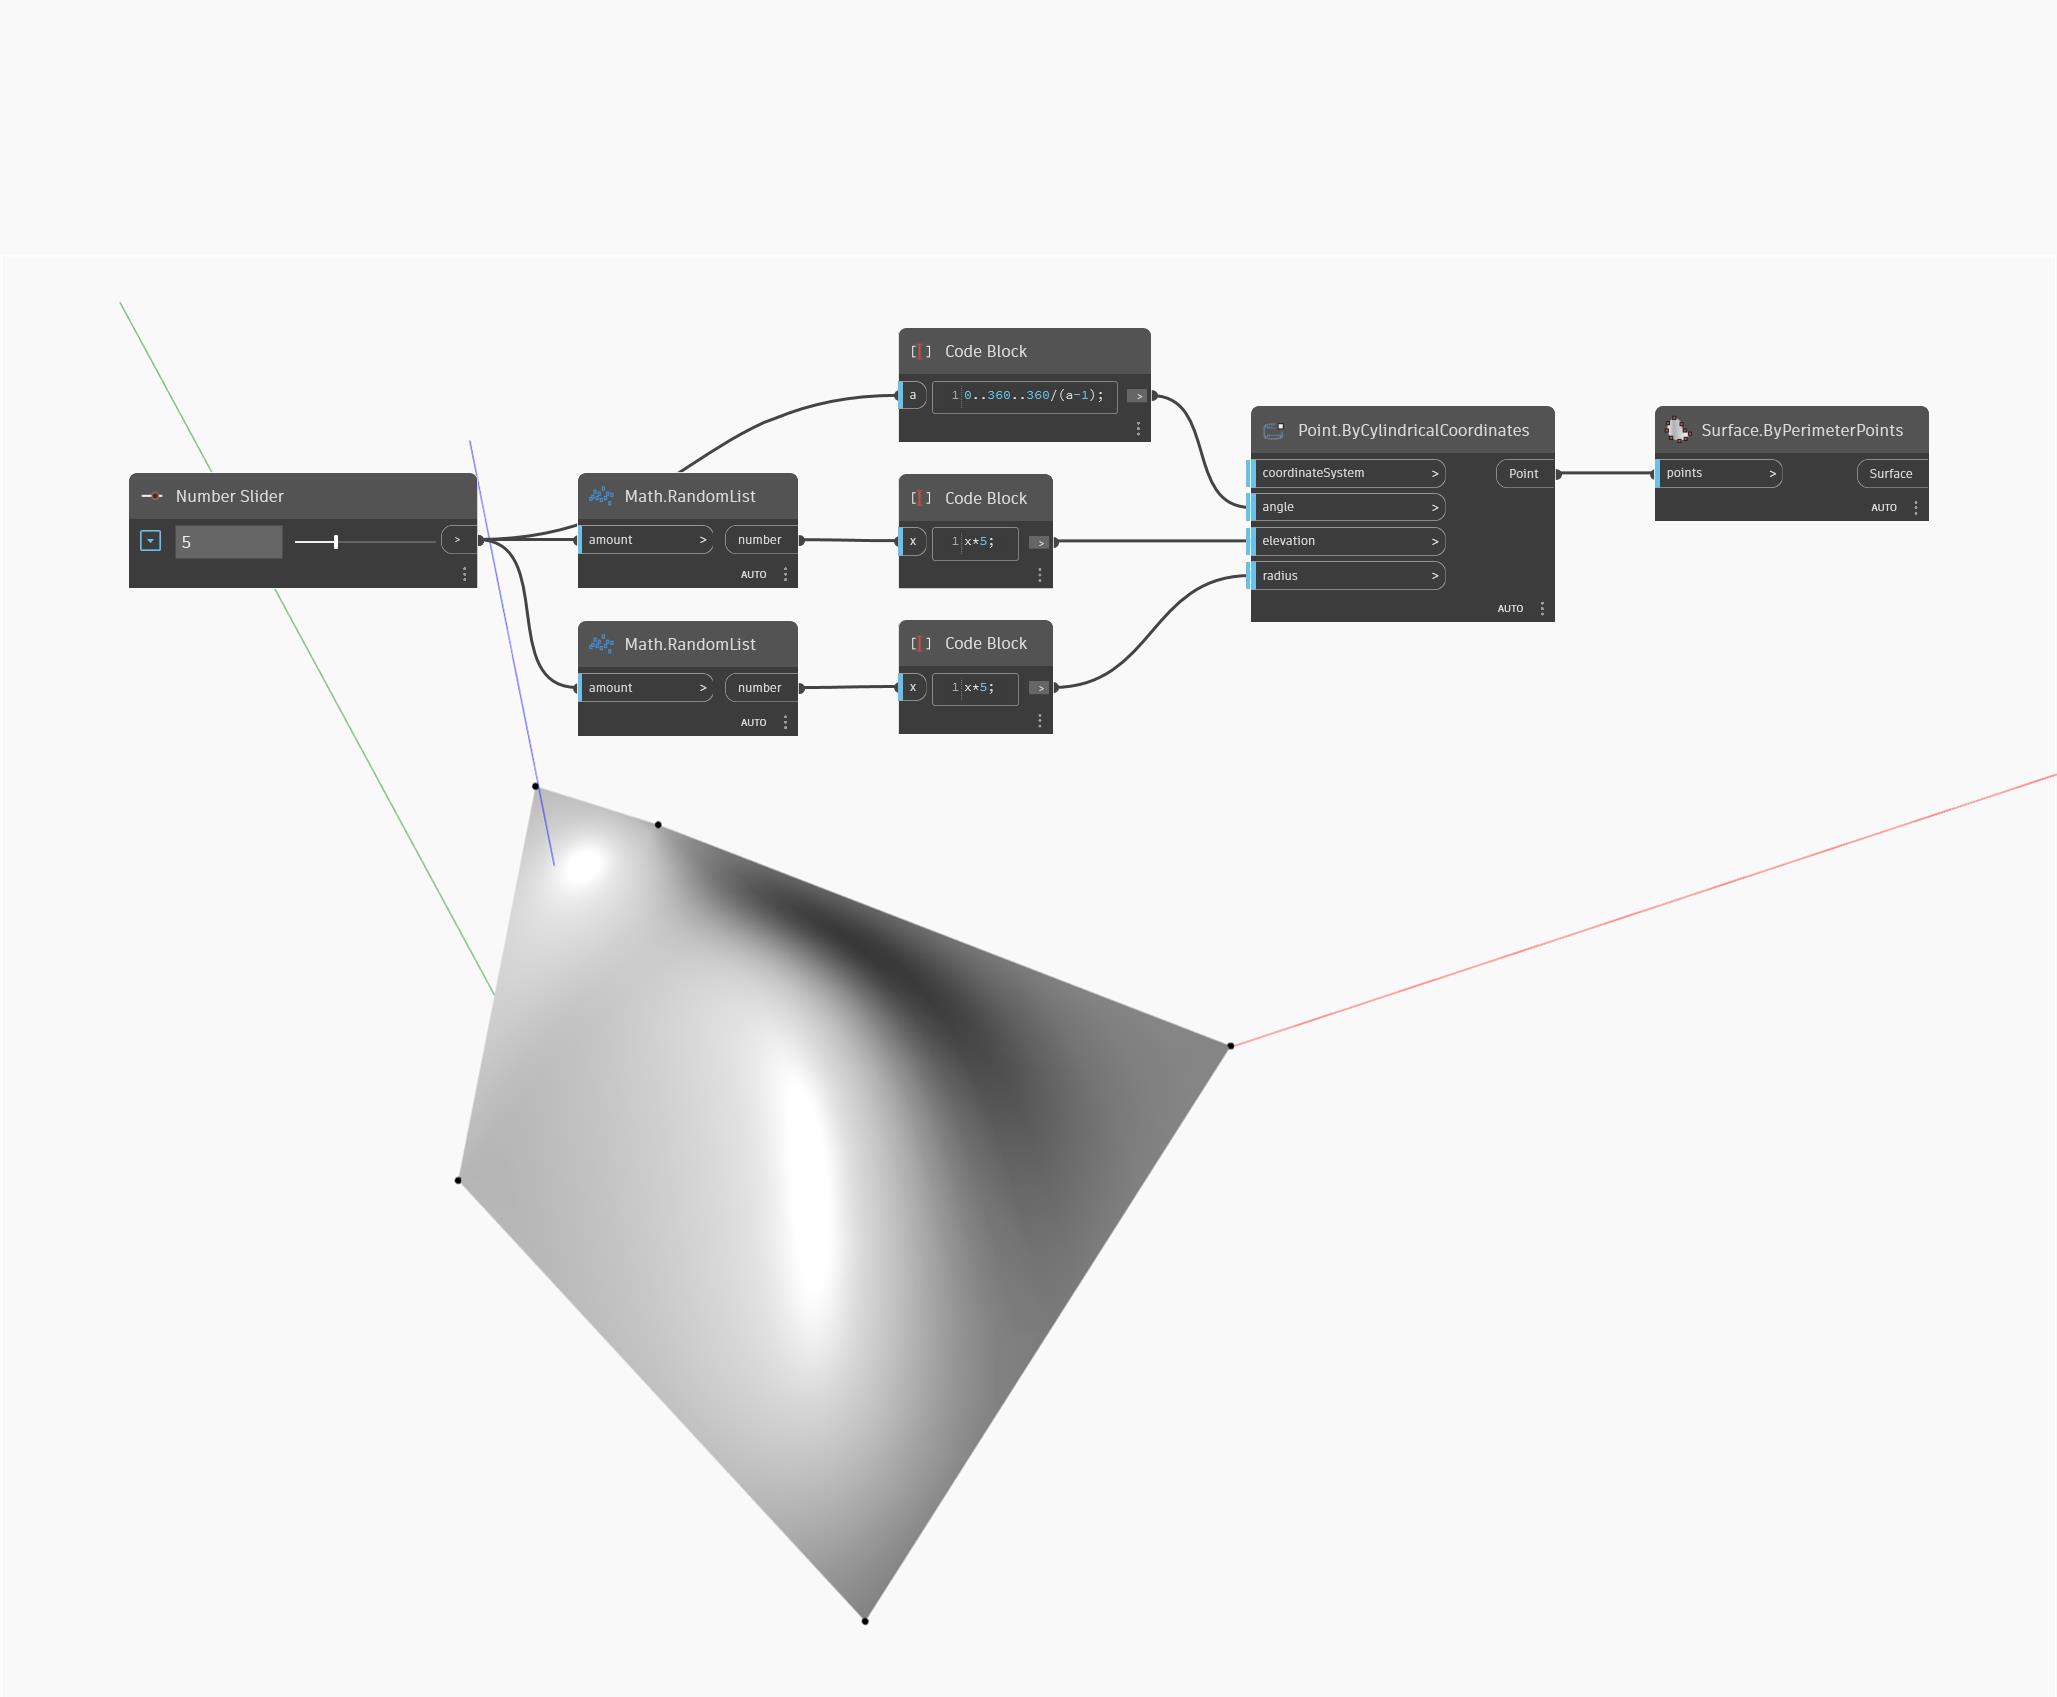 Number Slider
5
>
Math.RandomList
amount >
number
AUTO
Math.RandomList
amount >
number
AUTO
Code Block
a
1 0..360..360/(a-1);
>
Code Block
x
1 x*5;
>
Code Block
x
1 x*5;
>
Point.ByCylindricalCoordinates
coordinateSystem >
Point
angle >
elevation >
radius >
AUTO
Surface.ByPerimeterPoints
points >
Surface
AUTO